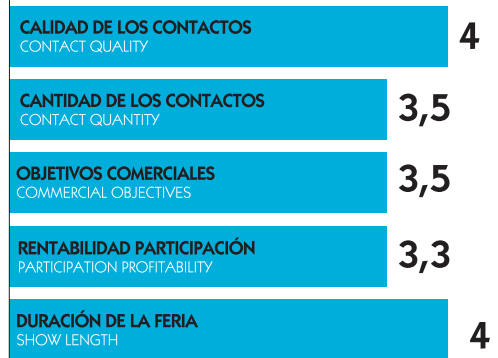 CALIDAD DE LOS CONTACTOS
CONTACT QUALITY
4
CANTIDAD DE LOS CONTACTOS
CONTACT QUANTITY
3,5
OBJETIVOS COMERCIALES
COMMERCIAL OBJECTIVES
3,5
RENTABILIDAD PARTICIPACIÓN
PARTICIPATION PROFITABILITY
3,3
DURACIÓN DE LA FERIA
SHOW LENGTH
4